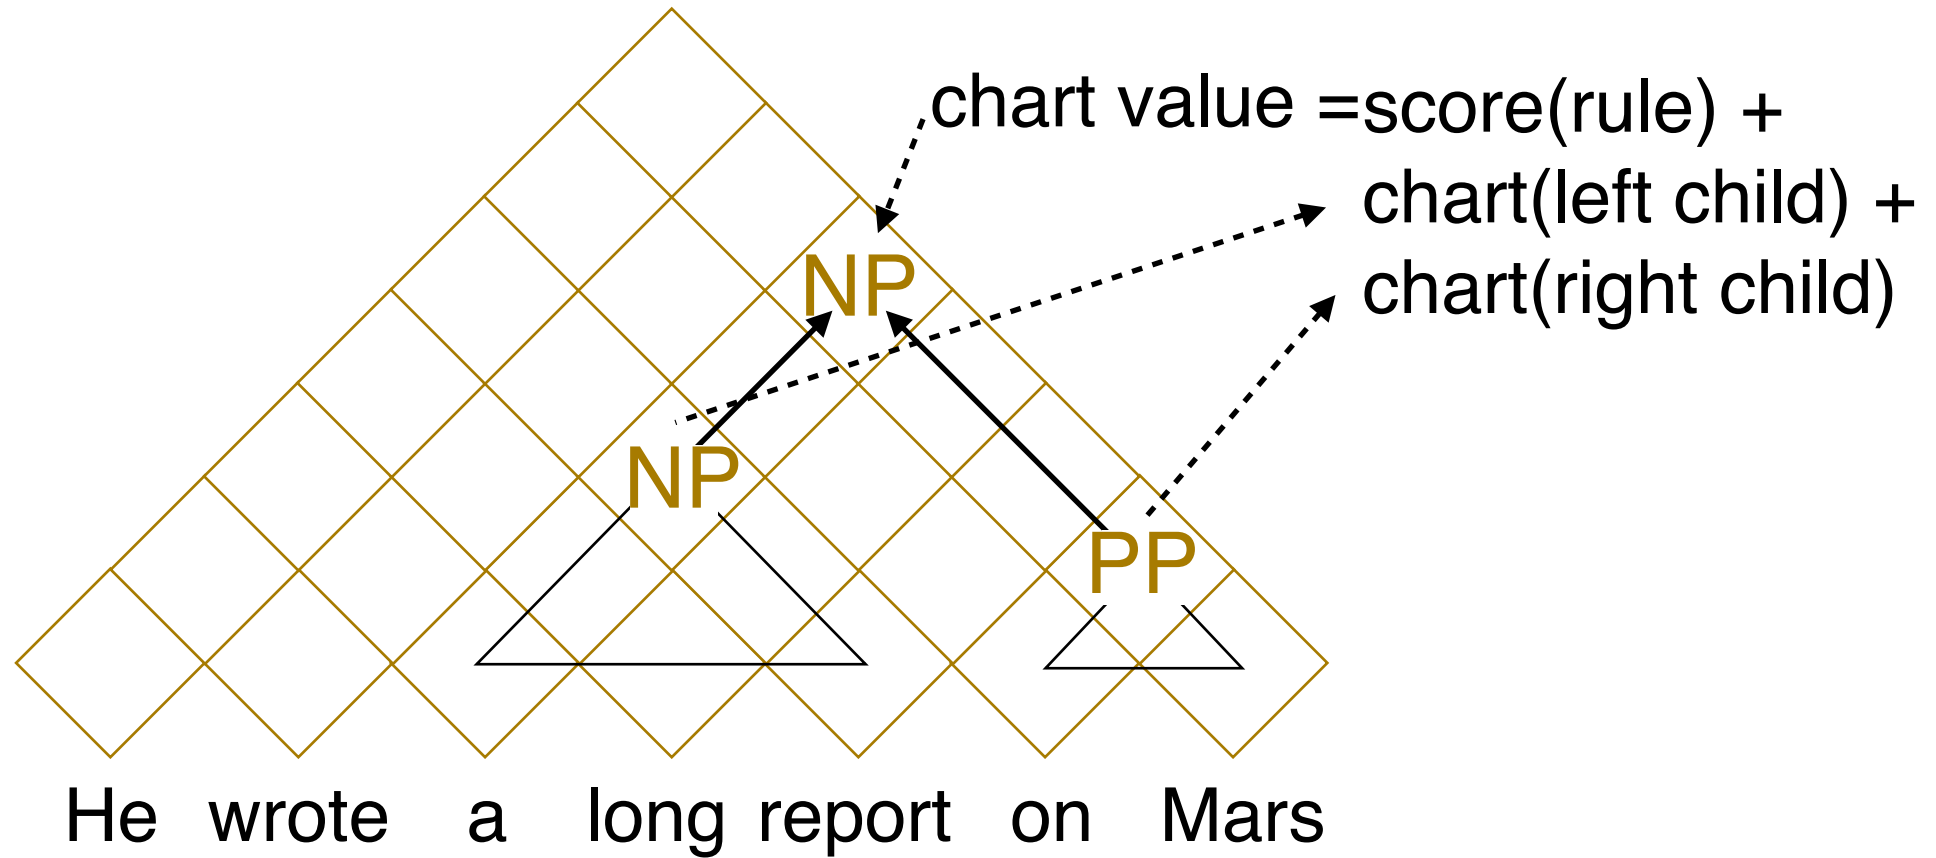 chart value =score(rule) +
chart(left child) +
NP
chart(right child)
NP
PP
He wrote a long report on Mars